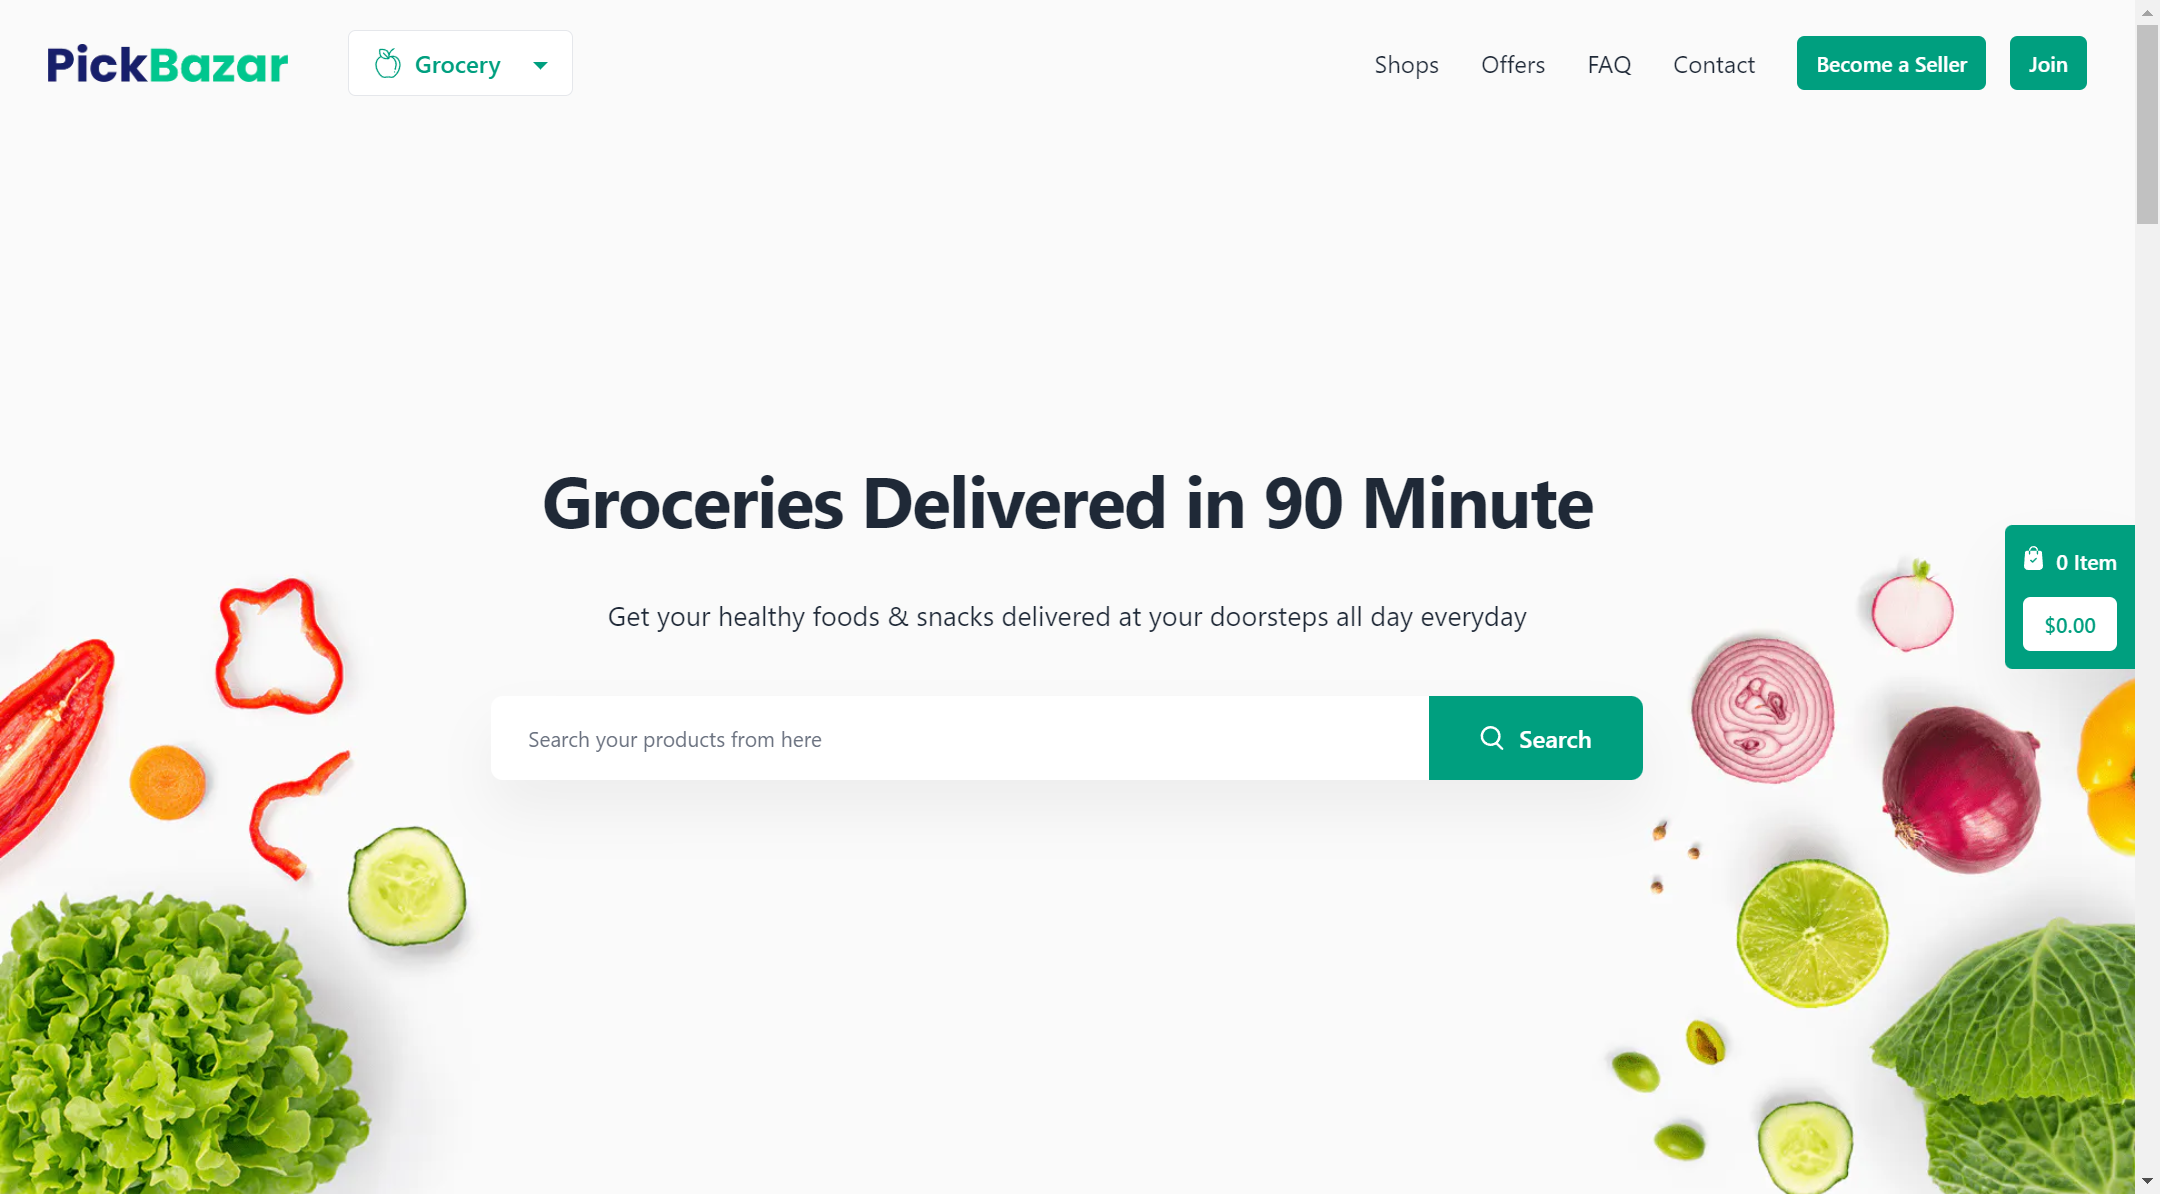 PickBazar
Grocery
Shops
Offers
FAQ
Contact
Become a Seller
Join
Groceries Delivered in 90 Minute
Get your healthy foods & snacks delivered at your doorsteps all day everyday
Search your products from here
Search
0 Item
$0.00